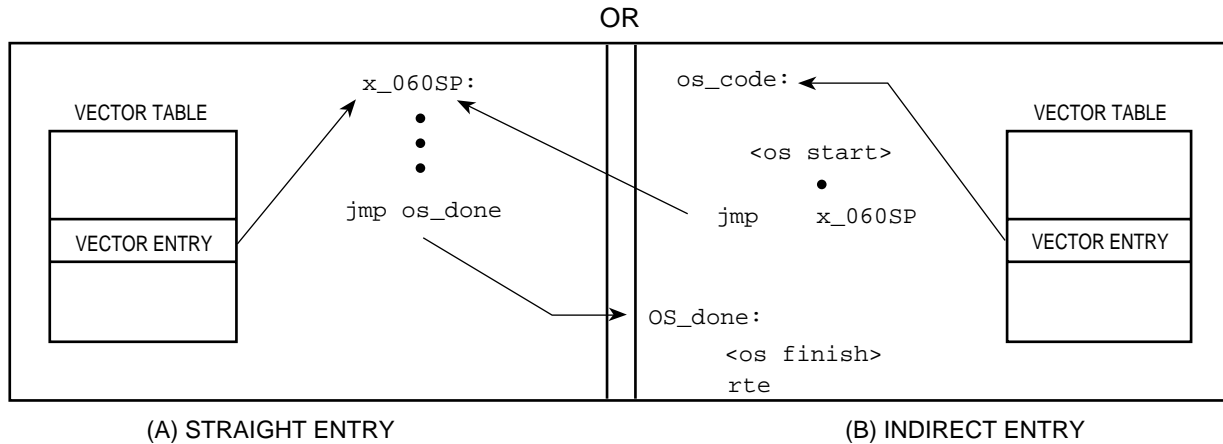 OR
x_060SP:
VECTOR TABLE
jmp os_done
VECTOR ENTRY
os_code:
VECTOR TABLE
<os start>
jmp x_060SP
VECTOR ENTRY
OS_done:
<os finish>
rte
(A) STRAIGHT ENTRY
(B) INDIRECT ENTRY